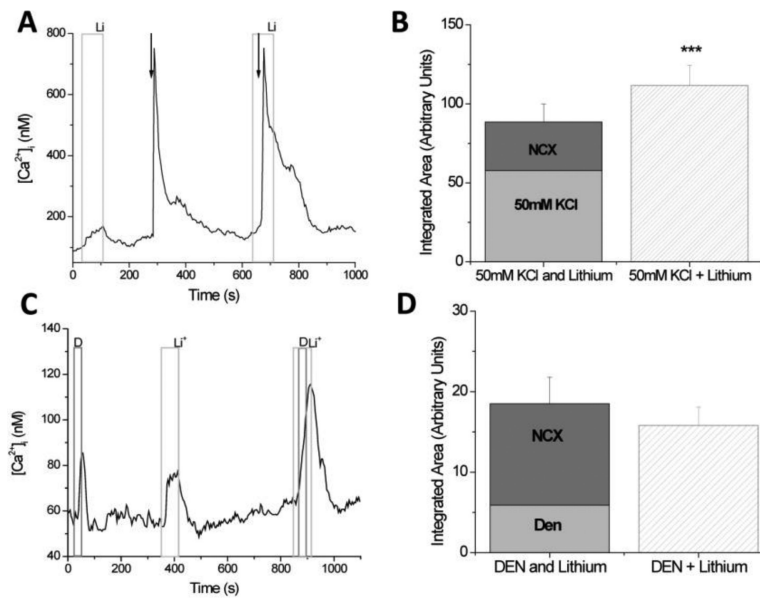 A
Li
Li
800
600
400
200
[Ca²⁺]ᵢ (nM)
0 200 400 600 800 1000
Time (s)
B
***
150
100
50
0
Integrated Area (Arbitrary Units)
NCX
50mM KCl
50mM KCl and Lithium 50mM KCl + Lithium
C
D Li⁺ D Li⁺
140
120
100
80
60
40
[Ca²⁺]ᵢ (nM)
0 200 400 600 800 1000
Time (s)
D
30
20
10
0
Integrated Area (Arbitrary Units)
NCX
Den
DEN and Lithium DEN + Lithium